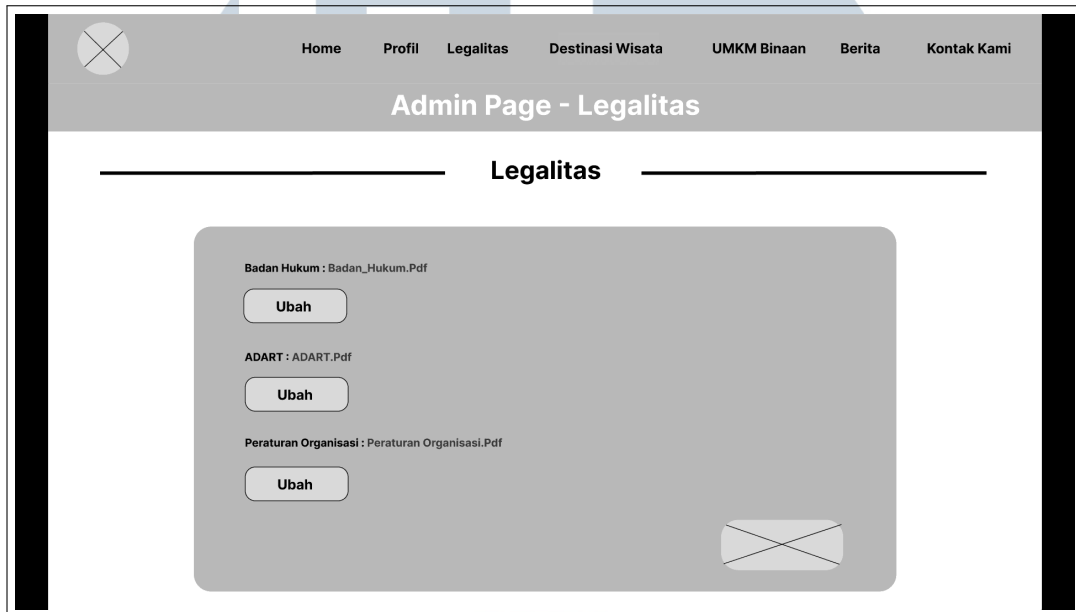 Home Profil Legalitas Destinasi Wisata UMKM Binaan Berita Kontak Kami
Admin Page - Legalitas
Legalitas
Badan Hukum : Badan_Hukum.Pdf
Ubah
ADART : ADART.Pdf
Ubah
Peraturan Organisasi : Peraturan Organisasi.Pdf
Ubah